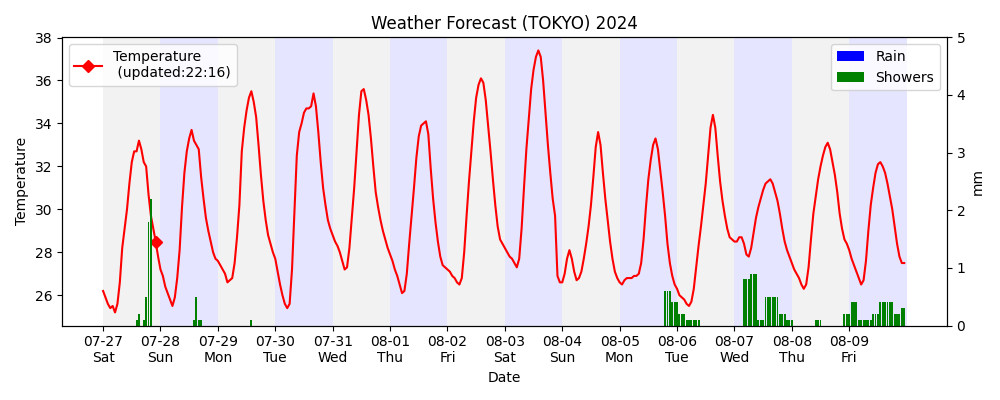 Weather Forecast (TOKYO) 2024
Temperature
(updated:22:16)
Rain
Showers
38
36
34
32
30
28
26
Temperature
5
4
3
2
1
0
mm
07-27 07-28 07-29 07-30 07-31 08-01 08-02 08-03 08-04 08-05 08-06 08-07 08-08 08-09
Sat Sun Mon Tue Wed Thu Fri Sat Sun Mon Tue Wed Thu Fri
Date